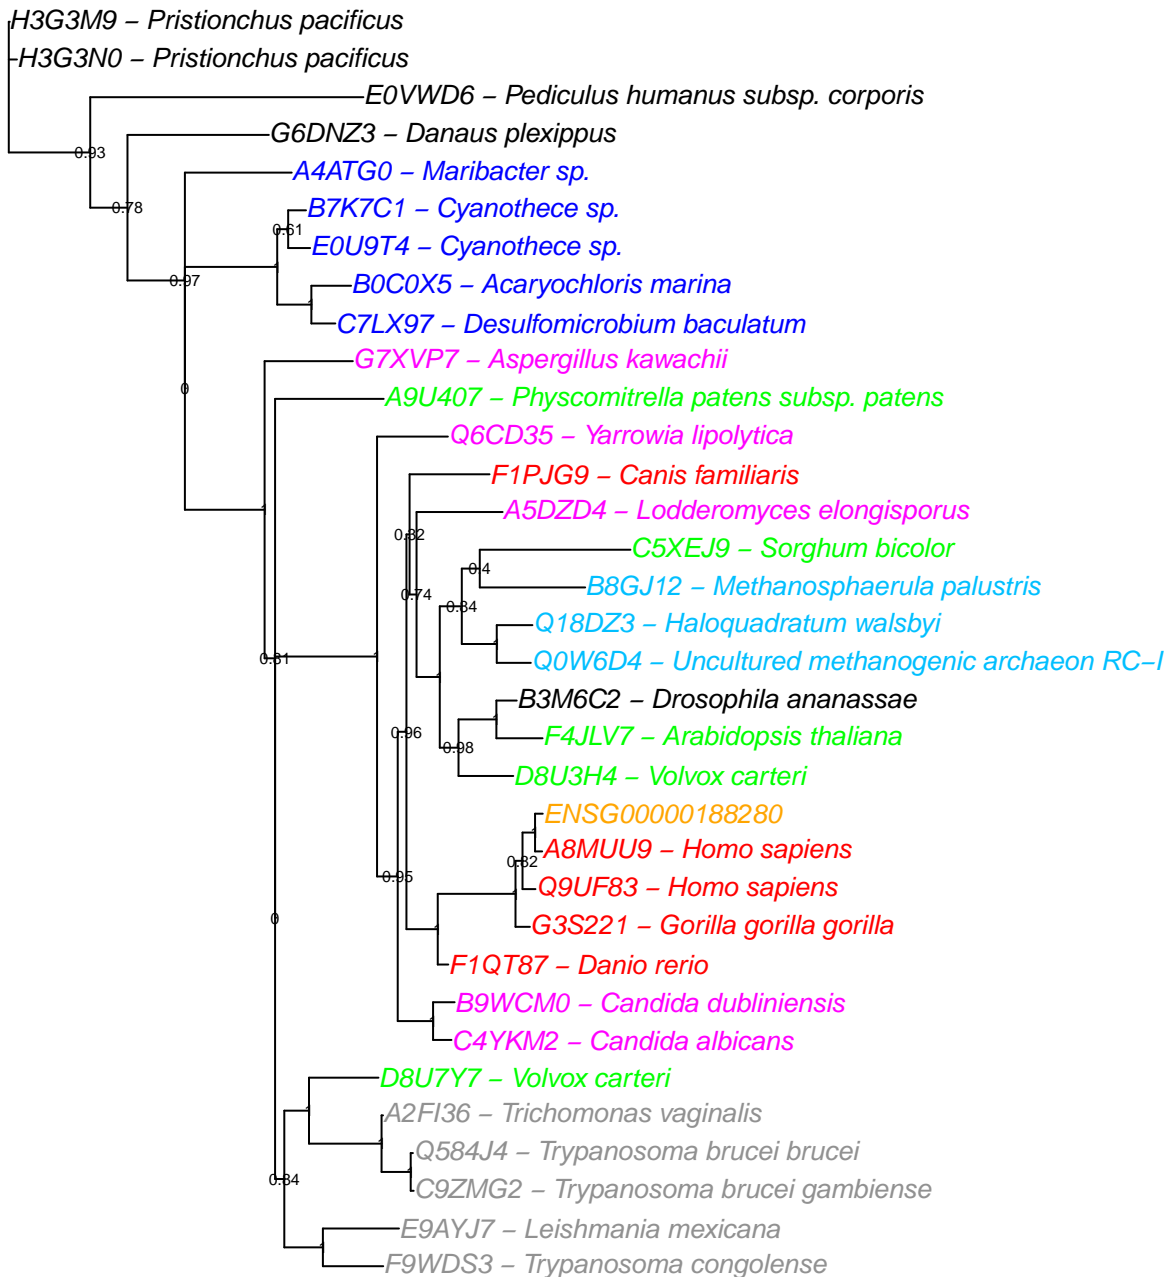 H3G3M9 – Pristionchus pacificus
H3G3N0 – Pristionchus pacificus
E0VWD6 – Pediculus humanus subsp. corporis
G6DNZ3 – Danaus plexippus
0.93
A4ATG0 – Maribacter sp.
B7K7C1 – Cyanothece sp.
0.78
0.61
E0U9T4 – Cyanothece sp.
0.97
B0C0X5 – Acaryochloris marina
C7LX97 – Desulfomicrobium baculatum
G7XVP7 – Aspergillus kawachii
0
A9U407 – Physcomitrella patens subsp. patens
Q6CD35 – Yarrowia lipolytica
F1PJG9 – Canis familiaris
A5DZD4 – Lodderomyces elongisporus
0.82
C5XEJ9 – Sorghum bicolor
0.4
B8GJ12 – Methanosphaerula palustris
0.74
0.84
Q18DZ3 – Haloquadratum walsbyi
0.81
Q0W6D4 – Uncultured methanogenic archaeon RC–I
B3M6C2 – Drosophila ananassae
0.96
F4JLV7 – Arabidopsis thaliana
0.98
D8U3H4 – Volvox carteri
ENSG00000188280
A8MUU9 – Homo sapiens
0.82
0.95
Q9UF83 – Homo sapiens
0
G3S221 – Gorilla gorilla gorilla
F1QT87 – Danio rerio
B9WCM0 – Candida dubliniensis
C4YKM2 – Candida albicans
D8U7Y7 – Volvox carteri
A2FI36 – Trichomonas vaginalis
Q584J4 – Trypanosoma brucei brucei
0.84
C9ZMG2 – Trypanosoma brucei gambiense
E9AYJ7 – Leishmania mexicana
F9WDS3 – Trypanosoma congolense